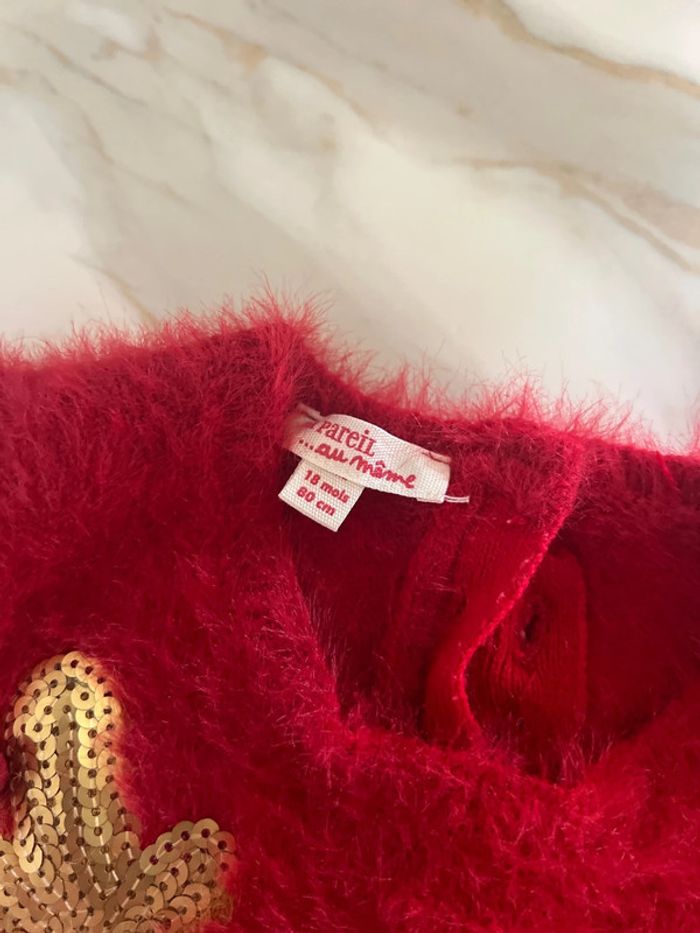 Pareil
...au même
18 mois
80 cm